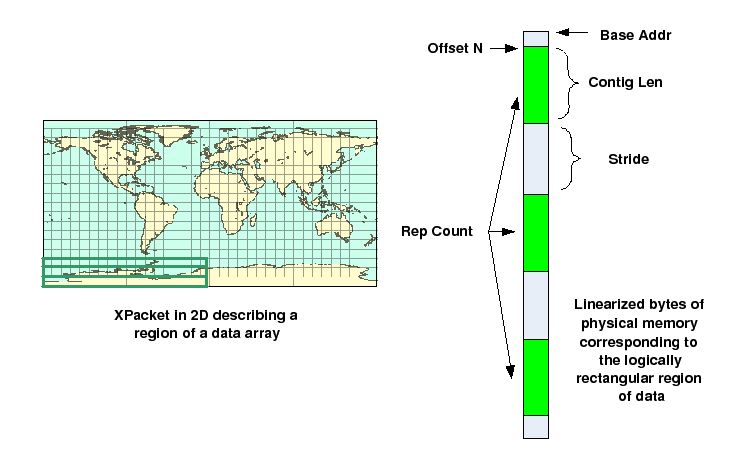 Base Addr
Offset N
Contig Len
Stride
Rep Count
XPacket in 2D describing a
region of a data array
Linearized bytes of
physical memory
corresponding to
the logically
rectangular region
of data